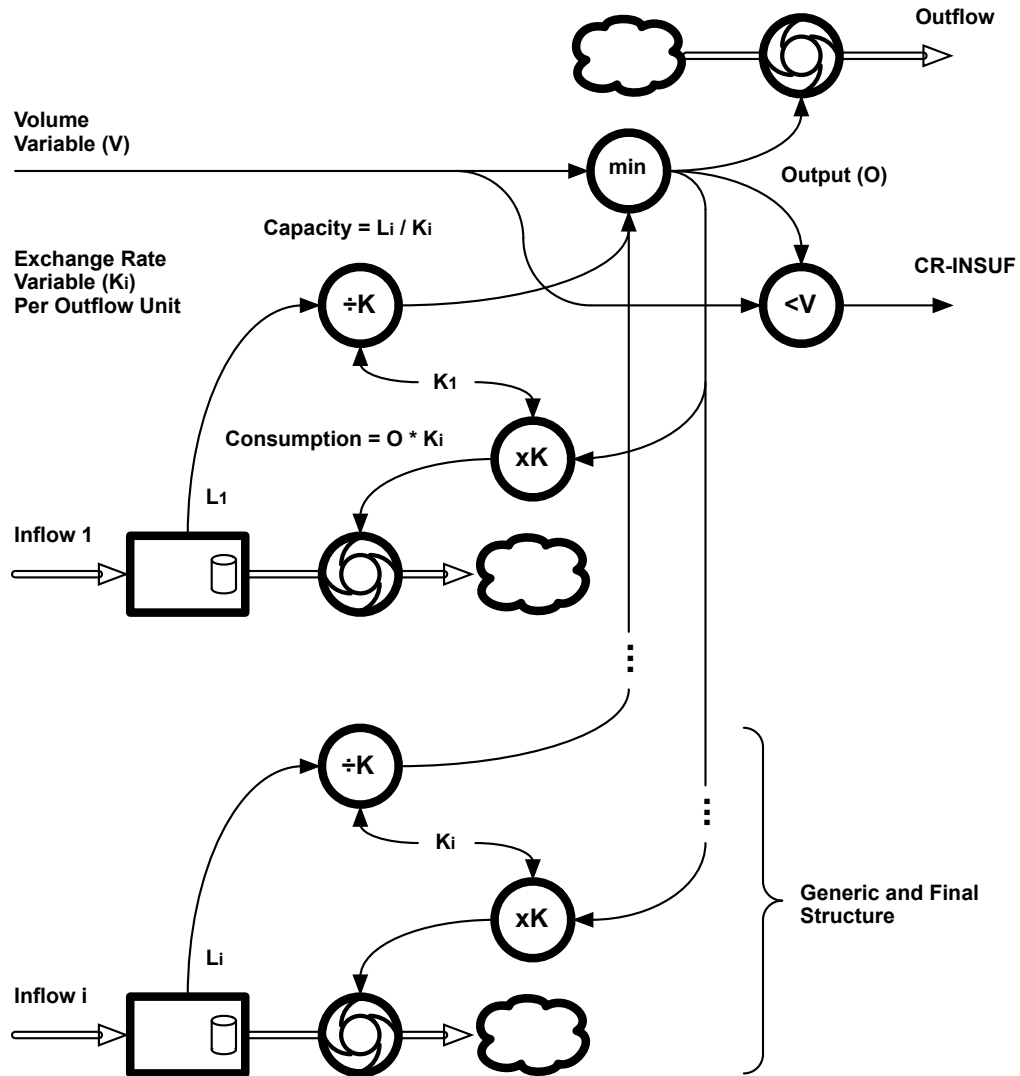 Outflow
Volume
Variable (V)
min
Output (O)
Capacity = Li / Ki
Exchange Rate
Variable (Ki)
Per Outflow Unit
CR-INSUF
÷K
<V
K1
Consumption = O * Ki
xK
L1
Inflow 1
...
÷K
...
Ki
Generic and Final
Structure
xK
Li
Inflow i